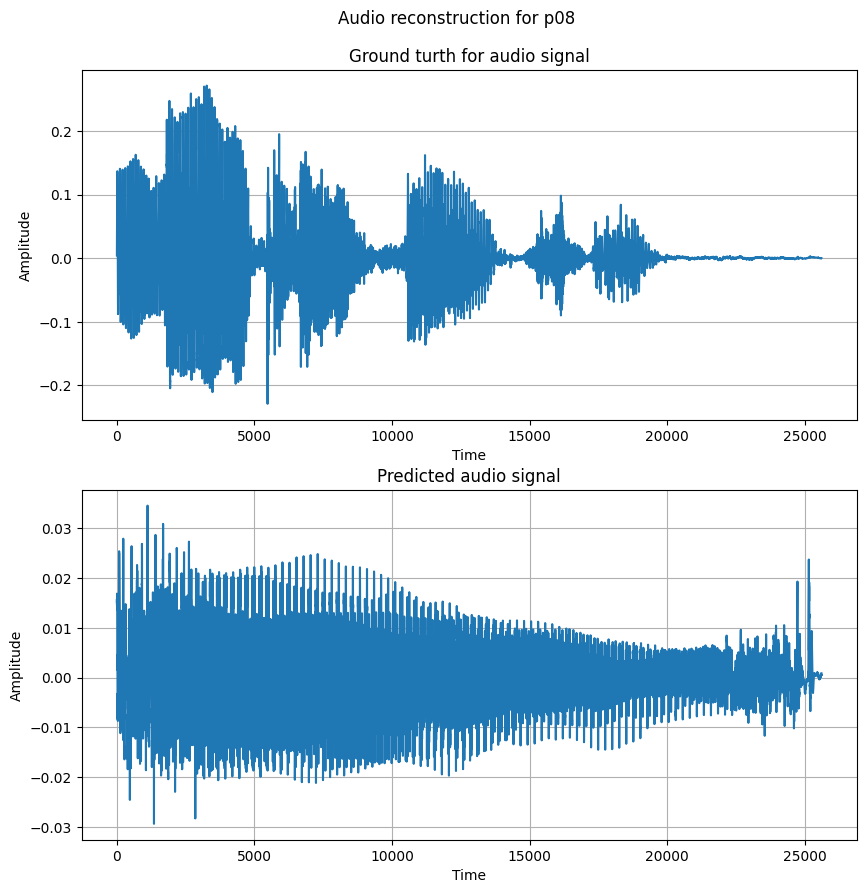 Audio reconstruction for p08
Ground turth for audio signal
0.2
0.1
0.0
−0.1
−0.2
Amplitude
0 5000 10000 15000 20000 25000
Time
Predicted audio signal
0.03
0.02
0.01
0.00
−0.01
−0.02
−0.03
Amplitude
0 5000 10000 15000 20000 25000
Time